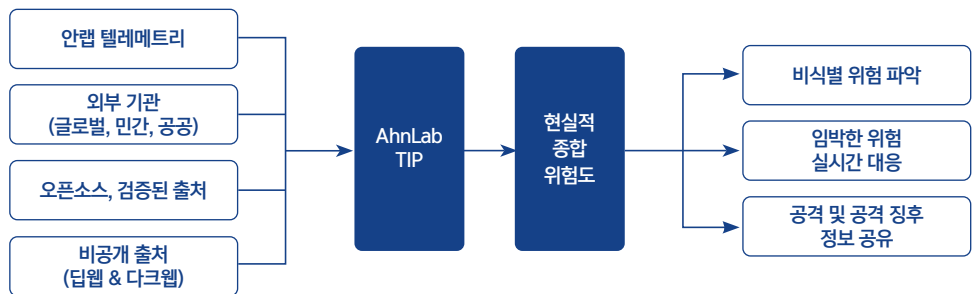 안랩 텔레메트리
외부 기관
(글로벌, 민간, 공공)
오픈소스, 검증된 출처
비공개 출처
(딥웹 & 다크웹)
AhnLab
TIP
현실적
종합
위험도
비식별 위험 파악
임박한 위험
실시간 대응
공격 및 공격 징후
정보 공유